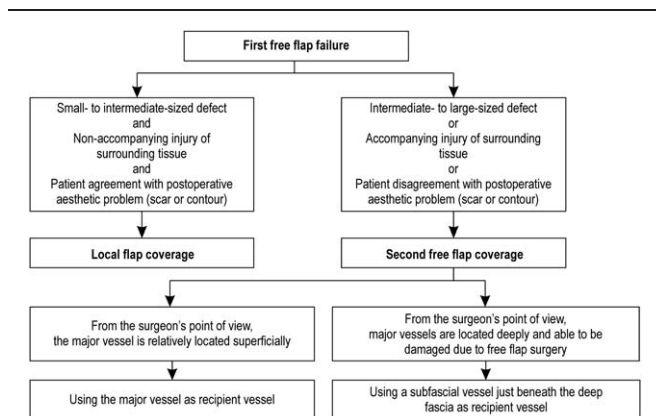 First free flap failure
Small- to intermediate-sized defect
and
Non-accompanying injury of
surrounding tissue
and
Patient agreement with postoperative
aesthetic problem (scar or contour)
Intermediate- to large-sized defect
or
Accompanying injury of surrounding
tissue
or
Patient disagreement with postoperative
aesthetic problem (scar or contour)
Local flap coverage
Second free flap coverage
From the surgeon's point of view,
the major vessel is relatively located superficially
From the surgeon's point of view,
major vessels are located deeply and able to be
damaged due to free flap surgery
Using the major vessel as recipient vessel
Using a subfascial vessel just beneath the deep
fascia as recipient vessel